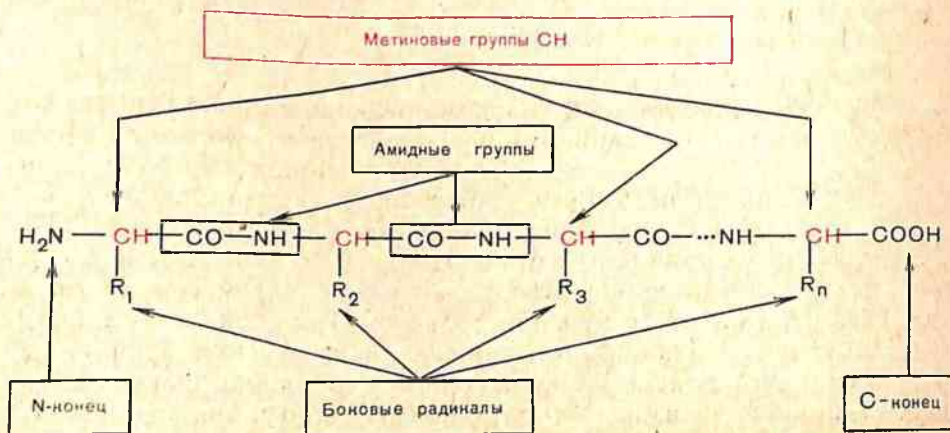 Метиновые группы СН
Амидные группы
H₂N—CH—CO—NH—CH—CO—NH—CH—CO—···NH—CH—COOH
R₁ R₂ R₃ Rₙ
N-конец
Боковые радикалы
С-конец